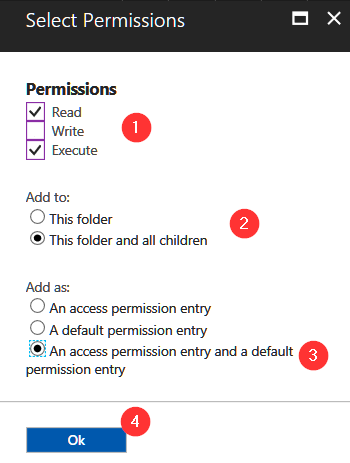 Select Permissions
Permissions
Read
Write
Execute
1
Add to:
This folder
This folder and all children
2
Add as:
An access permission entry
A default permission entry
An access permission entry and a default
permission entry
3
4
Ok